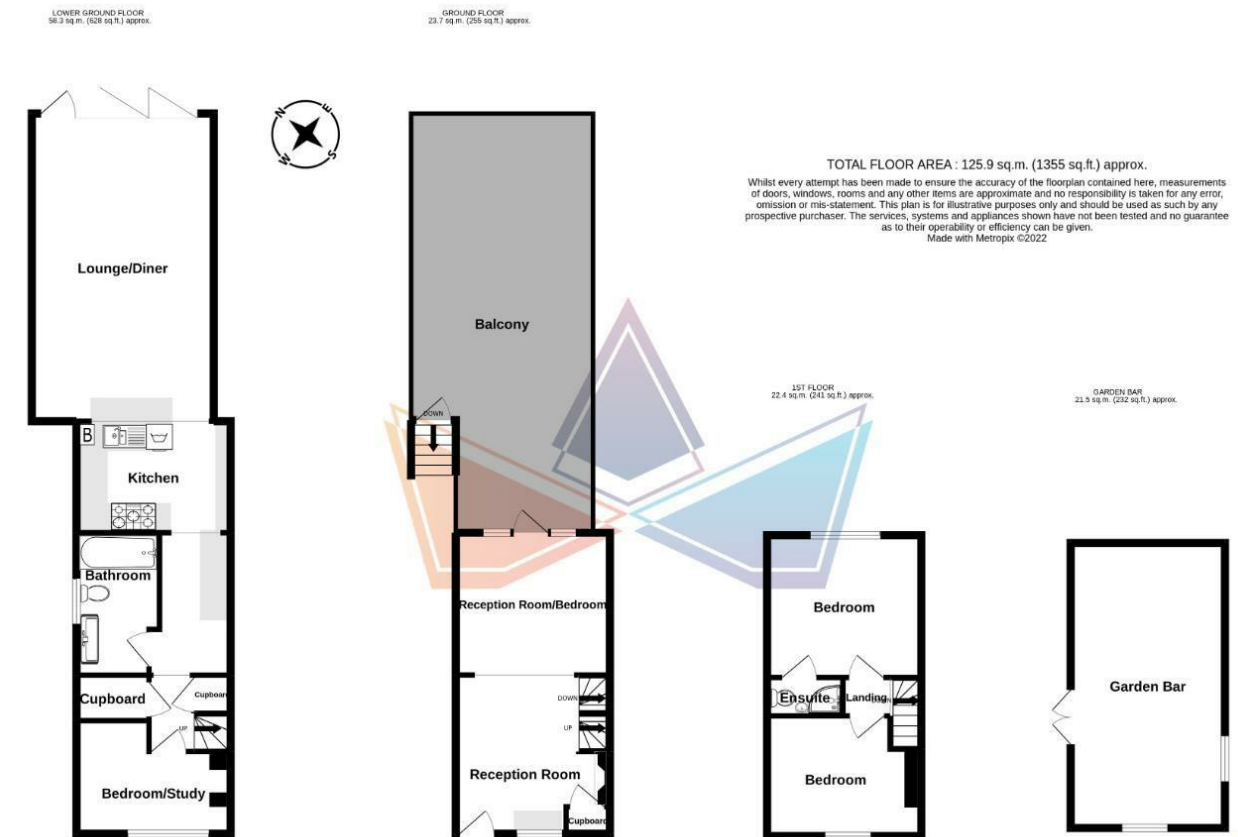 LOWER GROUND FLOOR
58.3 sq.m. (628 sq.ft.) approx.
GROUND FLOOR
23.7 sq.m. (255 sq.ft.) approx.
N
E
S
W
TOTAL FLOOR AREA : 125.9 sq.m. (1355 sq.ft.) approx.
Whilst every attempt has been made to ensure the accuracy of the floorplan contained here, measurements
of doors, windows, rooms and any other items are approximate and no responsibility is taken for any error,
omission or mis-statement. This plan is for illustrative purposes only and should be used as such by any
prospective purchaser. The services, systems and appliances shown have not been tested and no guarantee
as to their operability or efficiency can be given.
Made with Metropix ©2022
Lounge/Diner
B
Kitchen
Bathroom
Cupboard
Cupboard
UP
Bedroom/Study
Balcony
DOWN
Reception Room/Bedroom
DOWN
UP
Reception Room
Cupboard
1ST FLOOR
22.4 sq.m. (241 sq.ft.) approx.
Bedroom
Ensuite
Landing
DOWN
Bedroom
GARDEN BAR
21.5 sq.m. (232 sq.ft.) approx.
Garden Bar